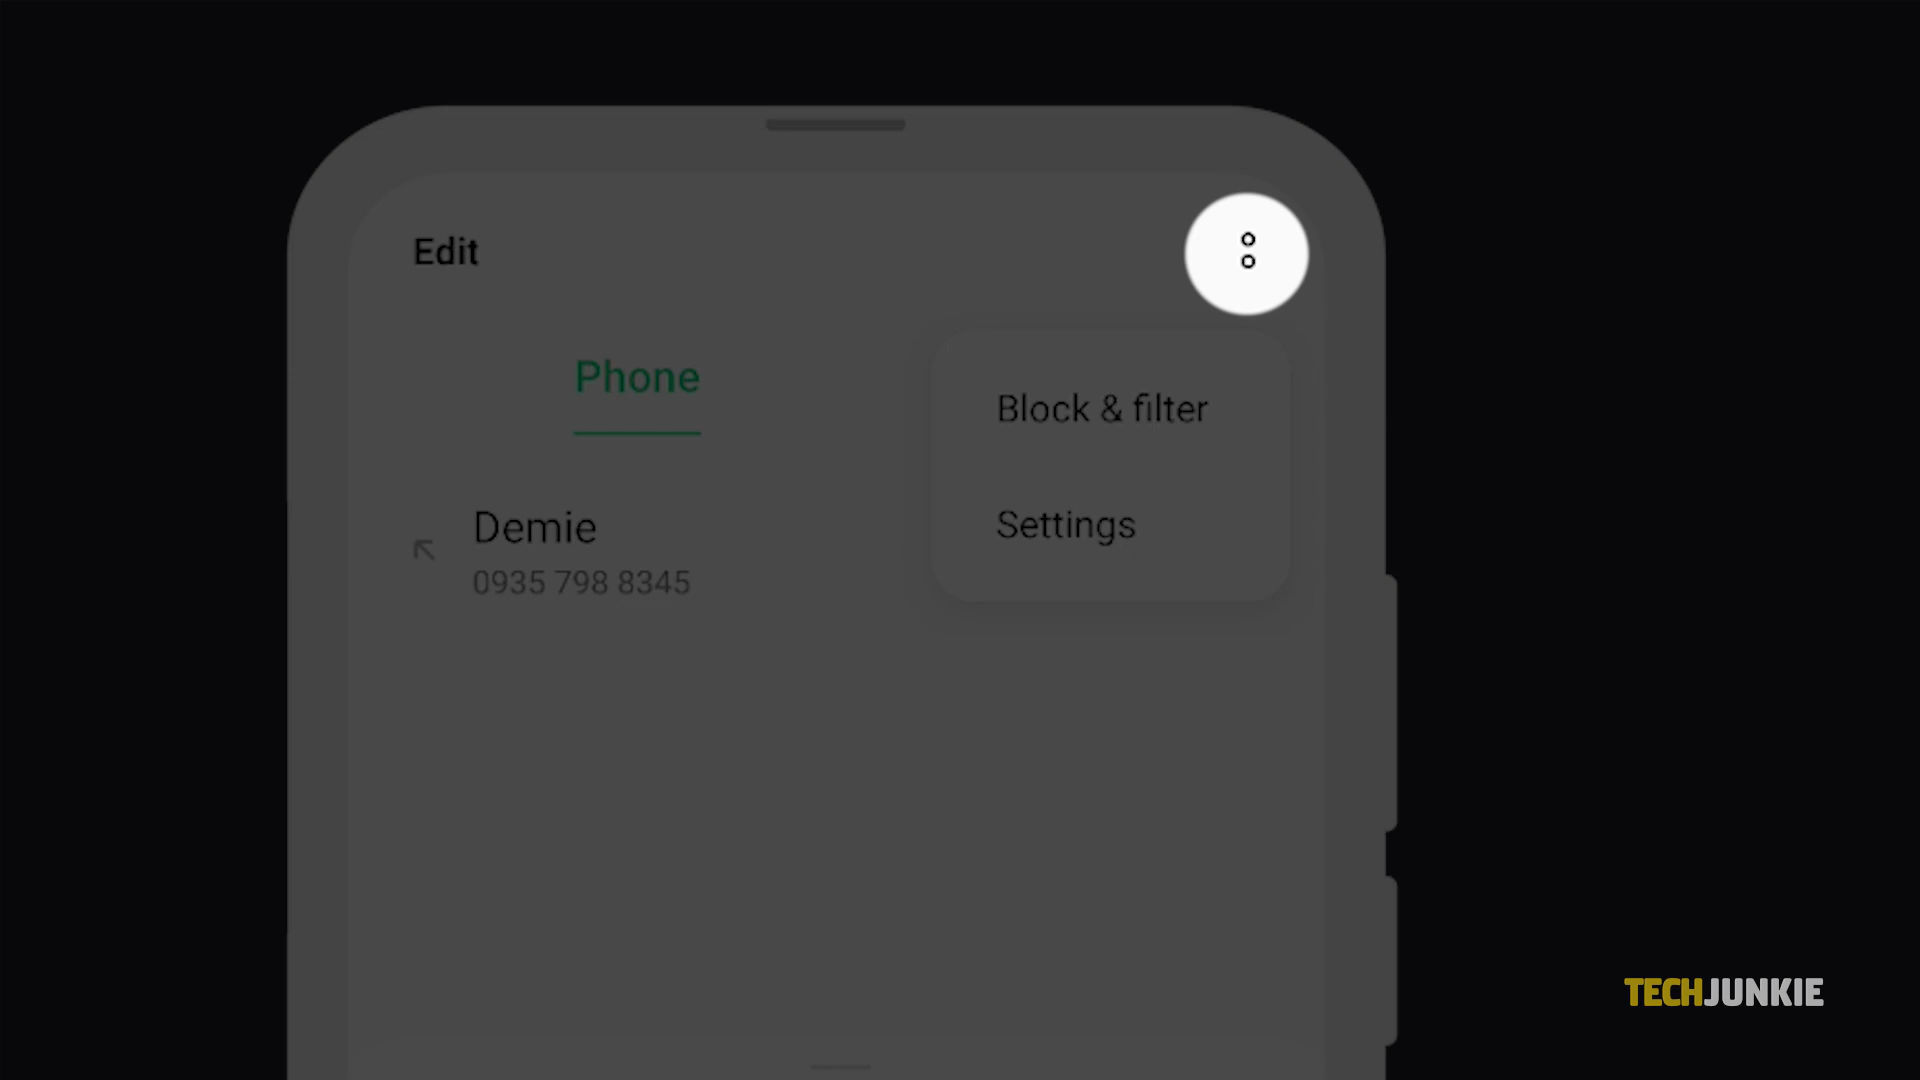 Edit
Phone
Block & filter
Demie
Settings
0935 798 8345
TECHJUNKIE